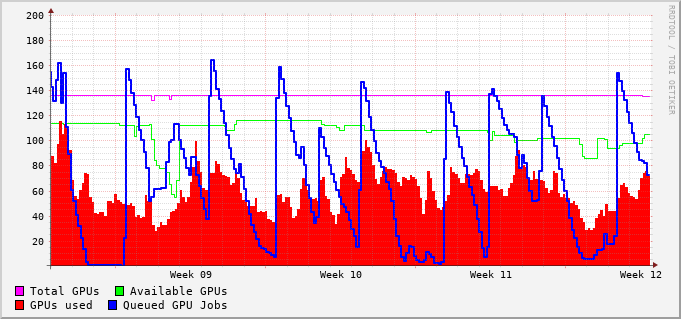 200
180
160
140
120
100
80
60
40
20
Week 09 Week 10 Week 11 Week 12
Total GPUs Available GPUs
GPUs used Queued GPU Jobs
RRDTOOL / TOBI OETIKER